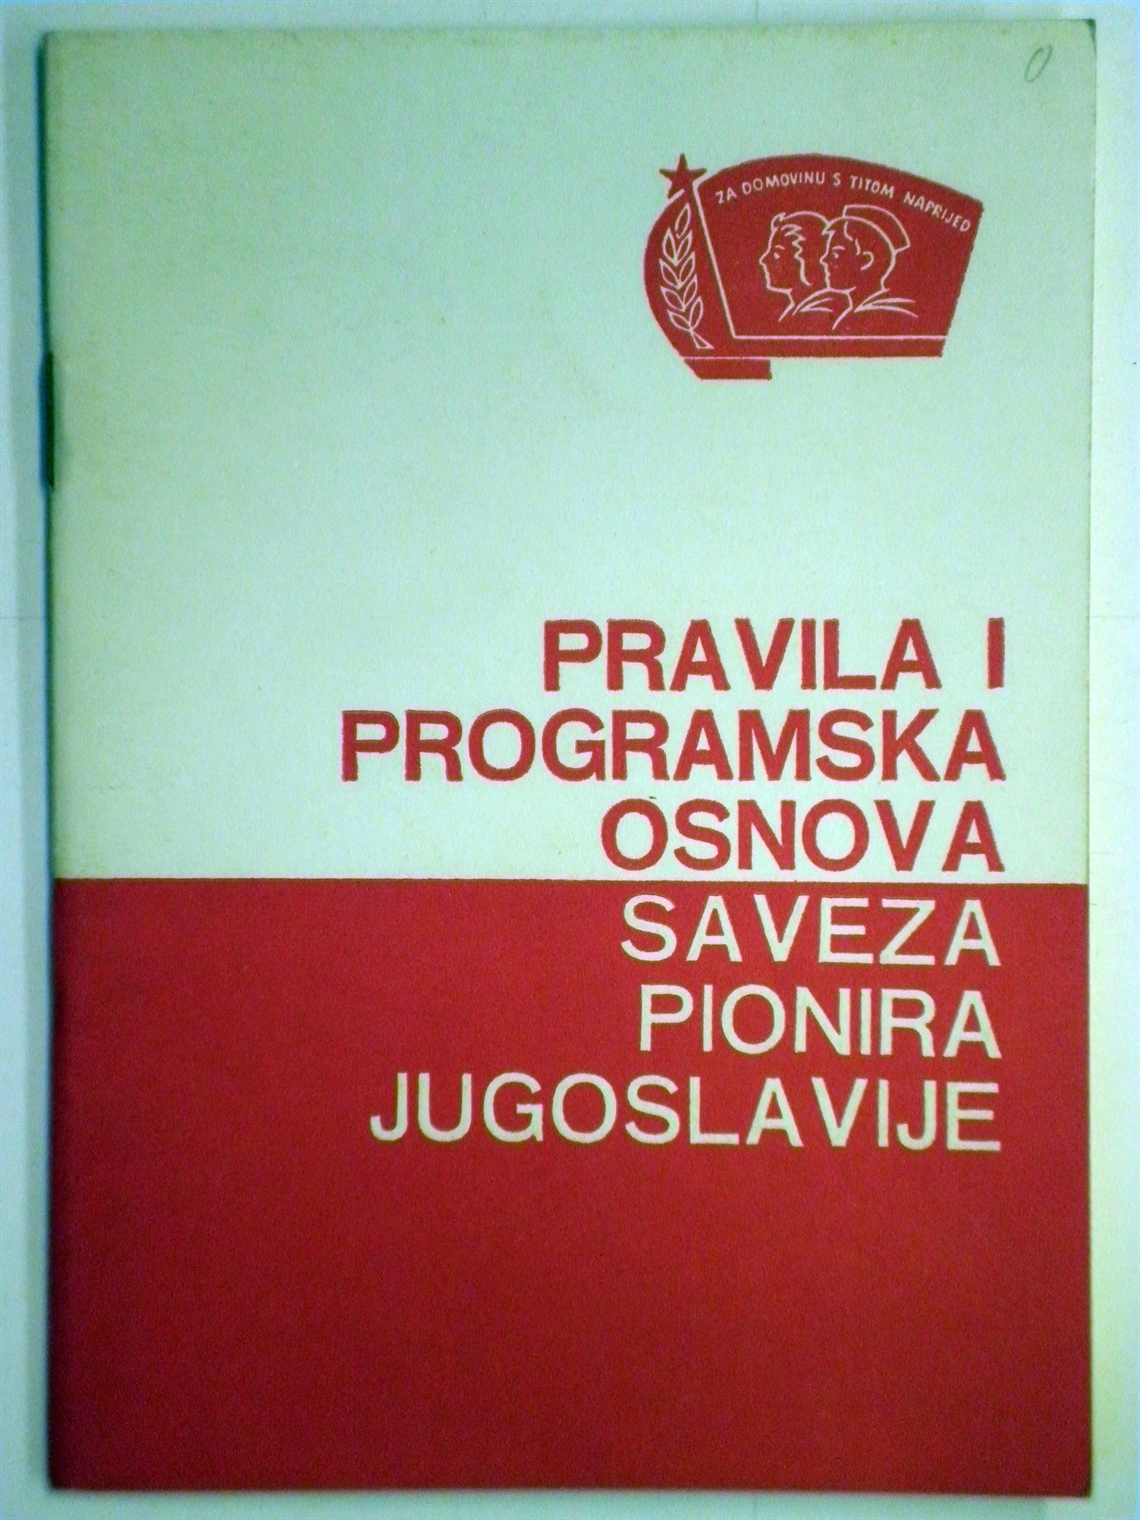 0
ZA DOMOVINU S TITOM NAPRIJED
PRAVILA I
PROGRAMSKA
OSNOVA
SAVEZA
PIONIRA
JUGOSLAVIJE